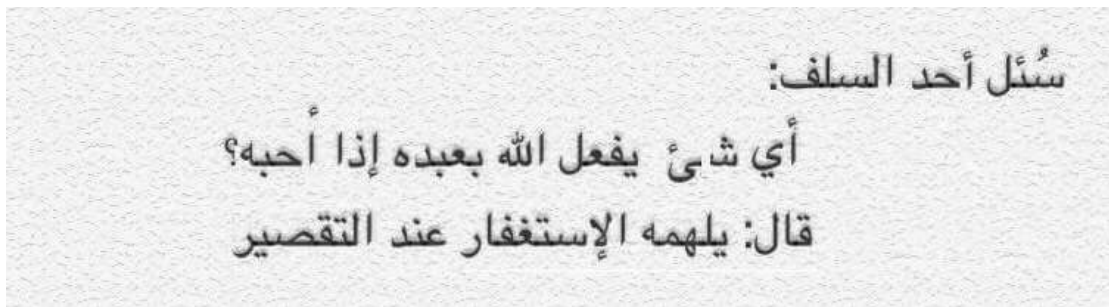 سُئل أحد السلف:
أي شئ يفعل الله بعبده إذا أحبه؟
قال: يلهمه الإستغفار عند التقصير